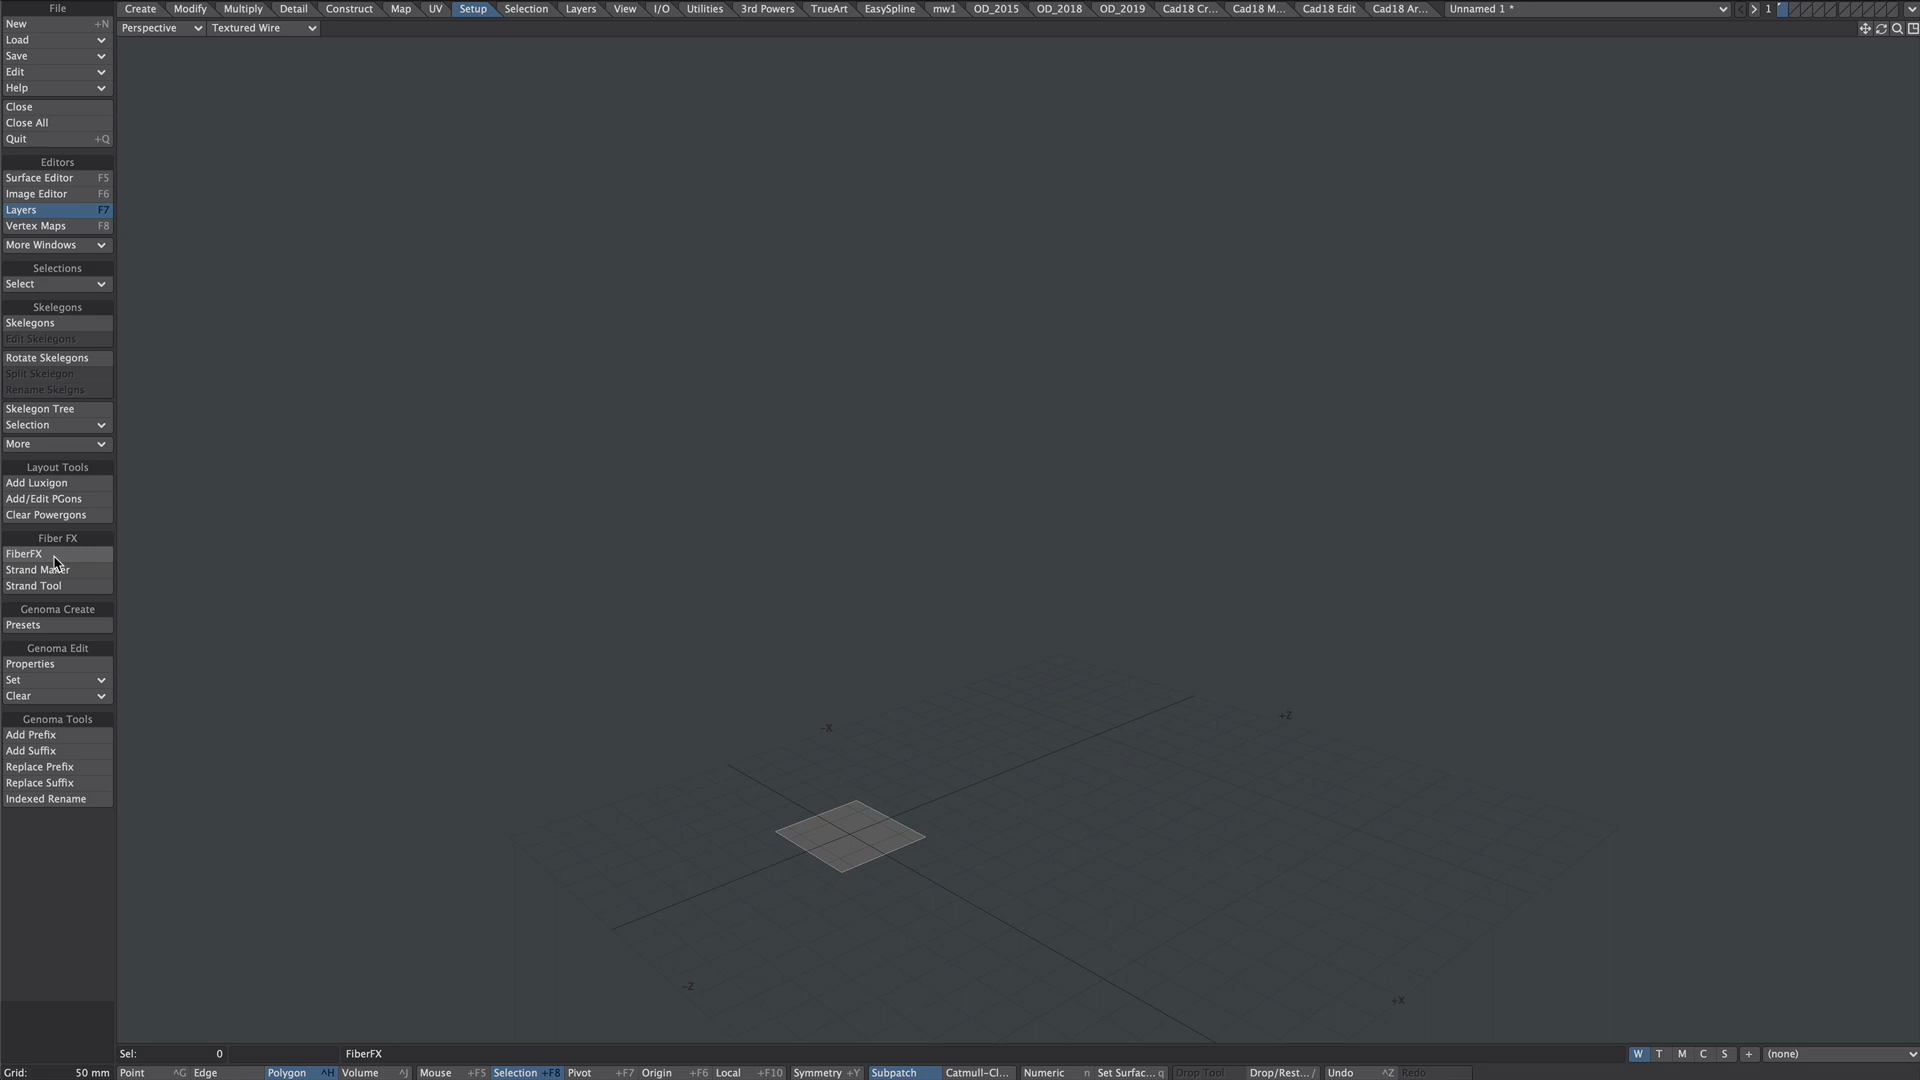 File Create Modify Multiply Detail Construct Map UV Setup Selection Layers View I/O Utilities 3rd Powers TrueArt EasySpline mw1 OD_2015 OD_2018 OD_2019 Cad18 Cr... Cad18 M... Cad18 Edit Cad18 Ar... Unnamed 1 * 1
Perspective Textured Wire
New +N
Load
Save
Edit
Help
Close
Close All
Quit +Q
Editors
Surface Editor F5
Image Editor F6
Layers F7
Vertex Maps F8
More Windows
Selections
Select
Skelegons
Skelegons
Edit Skelegons
Rotate Skelegons
Split Skelegon
Rename Skelgns
Skelegon Tree
Selection
More
Layout Tools
Add Luxigon
Add/Edit PGons
Clear Powergons
Fiber FX
FiberFX
Strand Maker
Strand Tool
Genoma Create
Presets
Genoma Edit
Properties
Set
Clear
Genoma Tools
Add Prefix
Add Suffix
Replace Prefix
Replace Suffix
Indexed Rename
-X
+Z
-Z
+X
Sel: 0 FiberFX W T M C S + (none)
Grid: 50 mm Point ^G Edge Polygon ^H Volume ^J Mouse +F5 Selection +F8 Pivot +F7 Origin +F6 Local +F10 Symmetry +Y Subpatch Catmull-Cl... Numeric n Set Surfac... q Drop Tool Drop/Rest... / Undo ^Z Redo